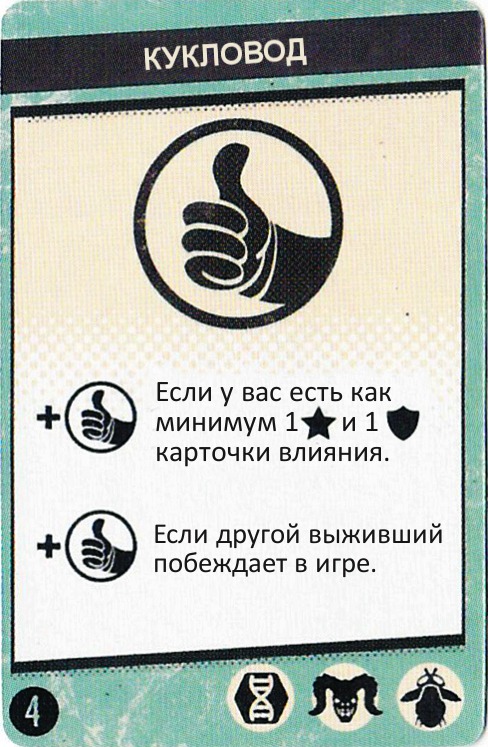 КУКЛОВОД
+ Если у вас есть как
минимум 1 ★ и 1
карточки влияния.
+ Если другой выживший
побеждает в игре.
4